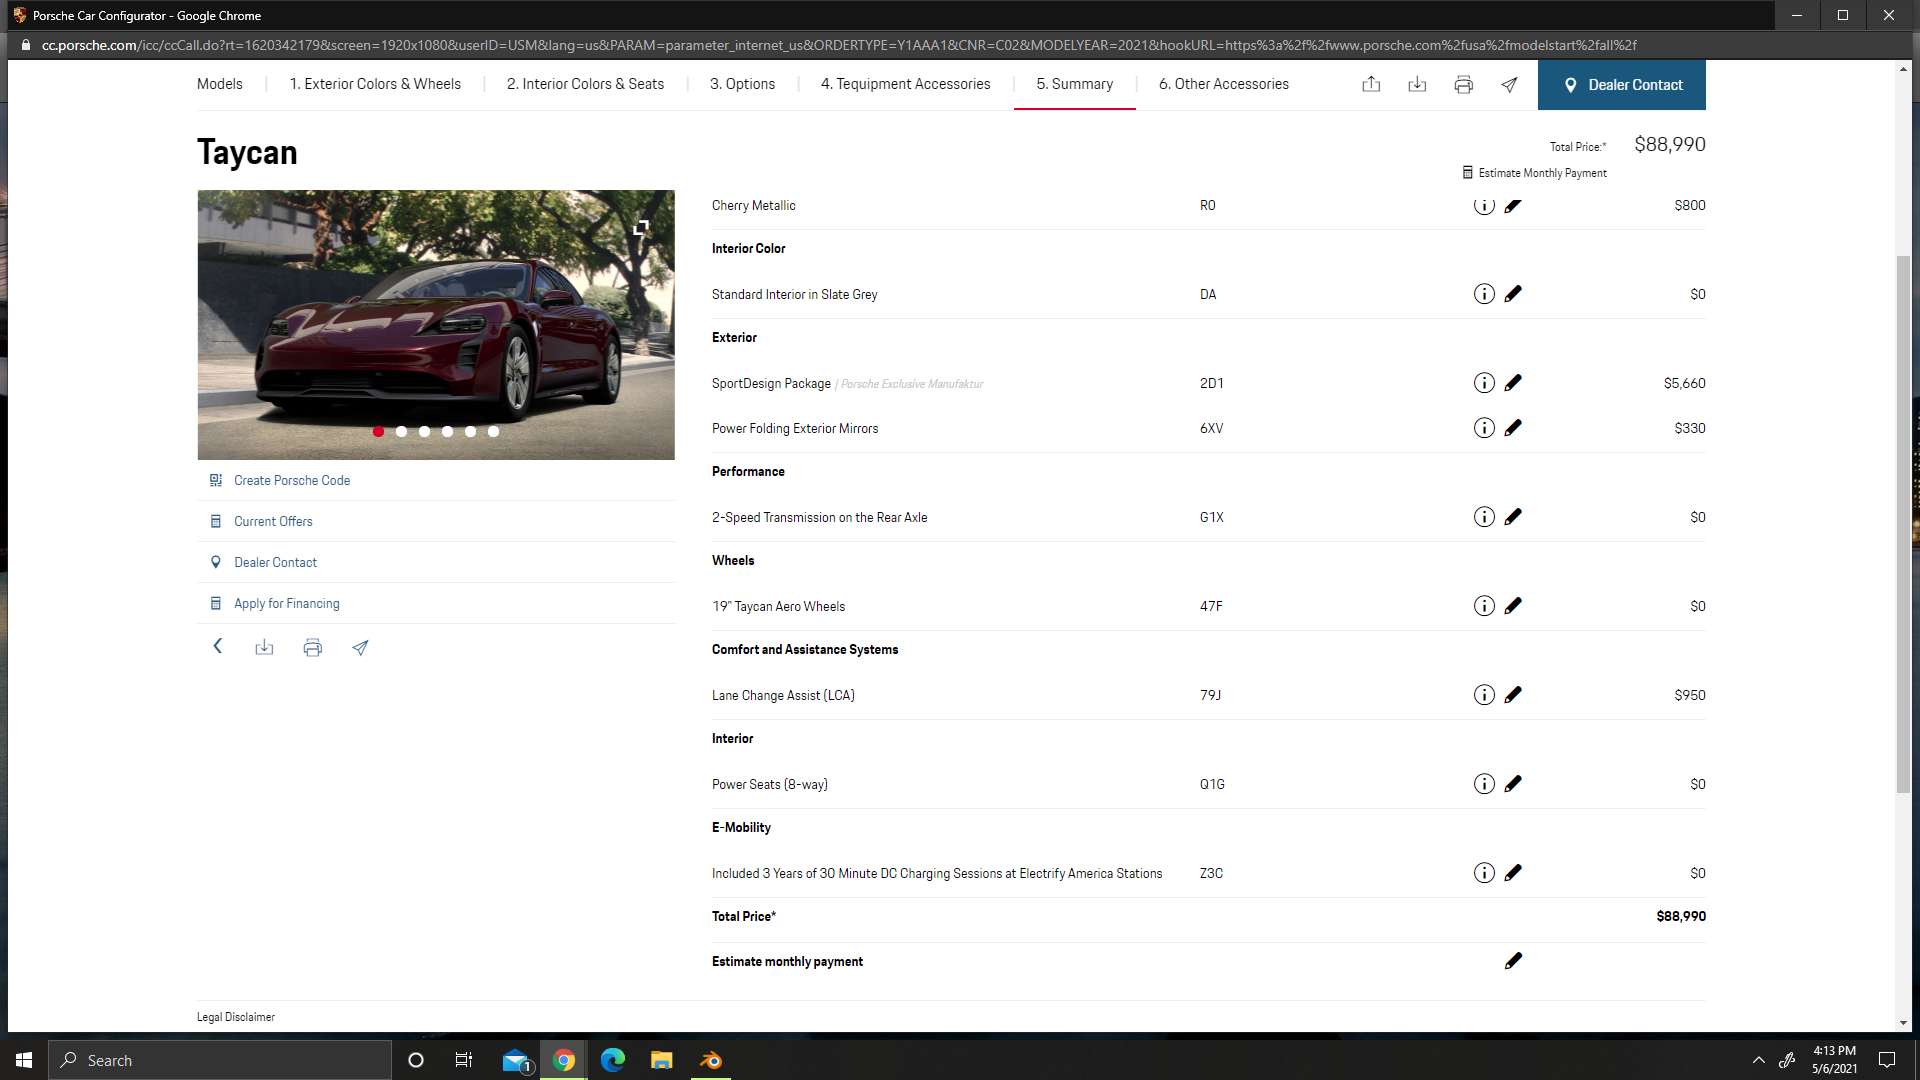 Porsche Car Configurator - Google Chrome
cc.porsche.com/icc/ccCall.do?rt=1620342179&screen=1920x1080&userID=USM&lang=us&PARAM=parameter_internet_us&ORDERTYPE=Y1AAA1&CNR=C02&MODELYEAR=2021&hookURL=https%3a%2f%2fwww.porsche.com%2fusa%2fmodelstart%2fall%2f
Models 1. Exterior Colors & Wheels 2. Interior Colors & Seats 3. Options 4. Tequipment Accessories 5. Summary 6. Other Accessories Dealer Contact
Taycan
Total Price:* $88,990
Estimate Monthly Payment
Cherry Metallic R0 $800
Interior Color
Standard Interior in Slate Grey DA $0
Exterior
SportDesign Package | Porsche Exclusive Manufaktur 2D1 $5,660
Power Folding Exterior Mirrors 6XV $330
Performance
2-Speed Transmission on the Rear Axle G1X $0
Wheels
19" Taycan Aero Wheels 47F $0
Comfort and Assistance Systems
Lane Change Assist (LCA) 79J $950
Interior
Power Seats (8-way) Q1G $0
E-Mobility
Included 3 Years of 30 Minute DC Charging Sessions at Electrify America Stations Z3C $0
Total Price* $88,990
Estimate monthly payment
Create Porsche Code
Current Offers
Dealer Contact
Apply for Financing
Legal Disclaimer
Search
1
4:13 PM
5/6/2021